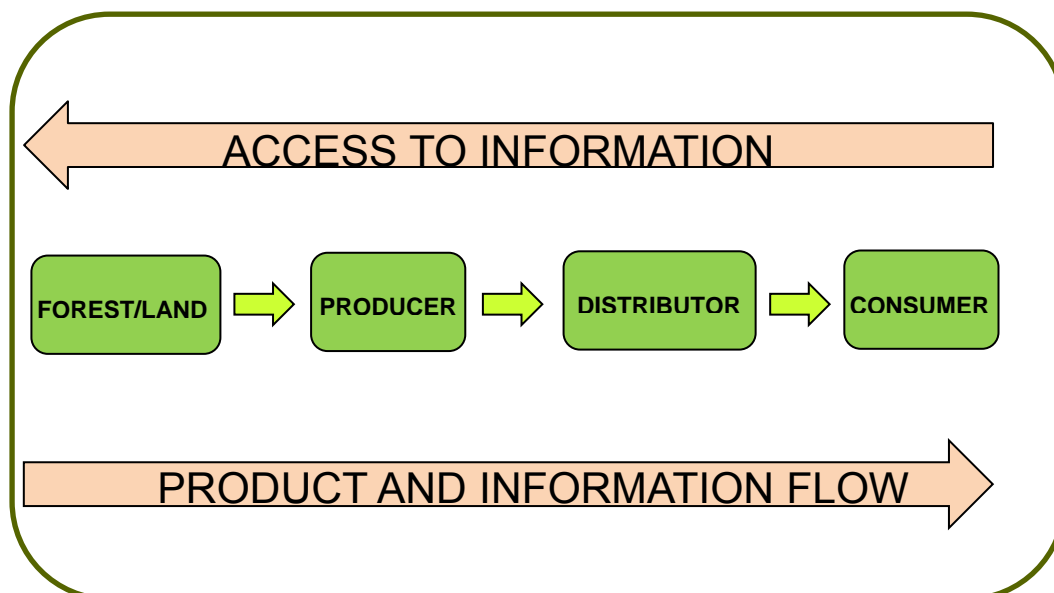 ACCESS TO INFORMATION
FOREST/LAND
PRODUCER
DISTRIBUTOR
CONSUMER
PRODUCT AND INFORMATION FLOW